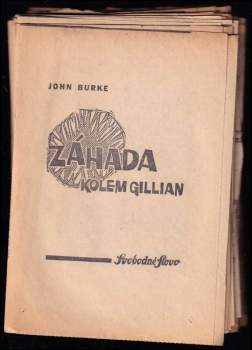 JOHN BURKE
ZÁHADA
KOLEM GILLIAN
Svobodné Slovo